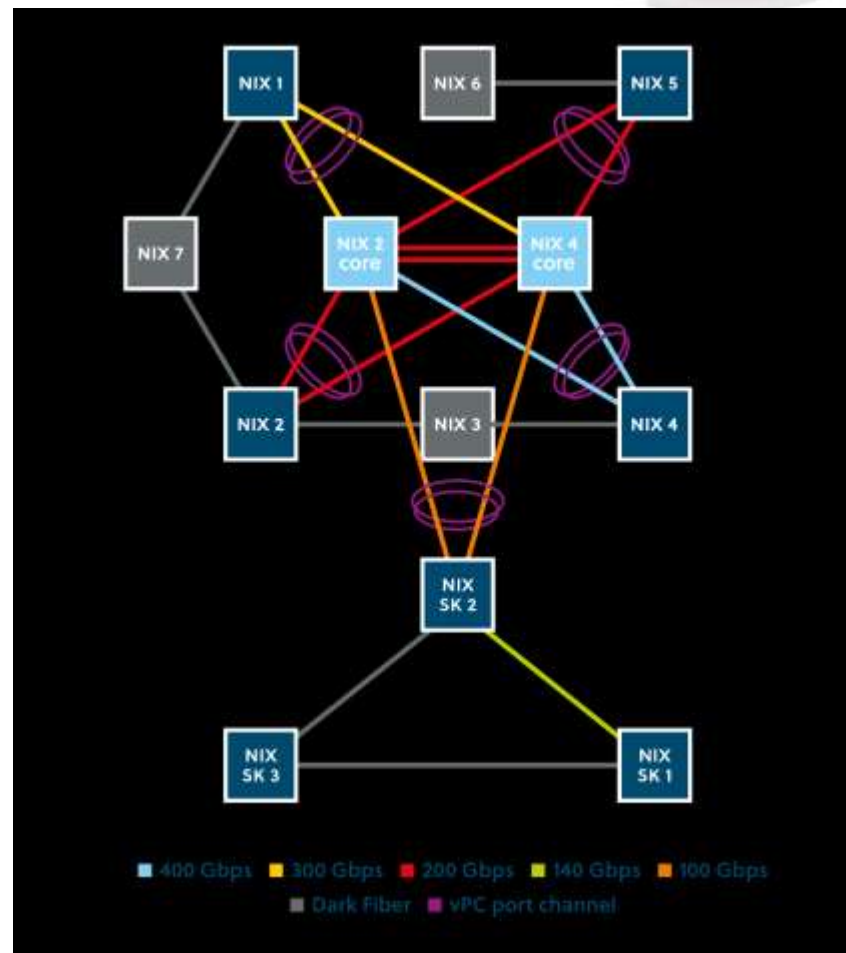 NIX 1
NIX 6
NIX 5
NIX 7
NIX 2
core
NIX 4
core
NIX 2
NIX 3
NIX 4
NIX
SK 2
NIX
SK 3
NIX
SK 1
400 Gbps 300 Gbps 200 Gbps 140 Gbps 100 Gbps
Dark Fiber vPC port channel